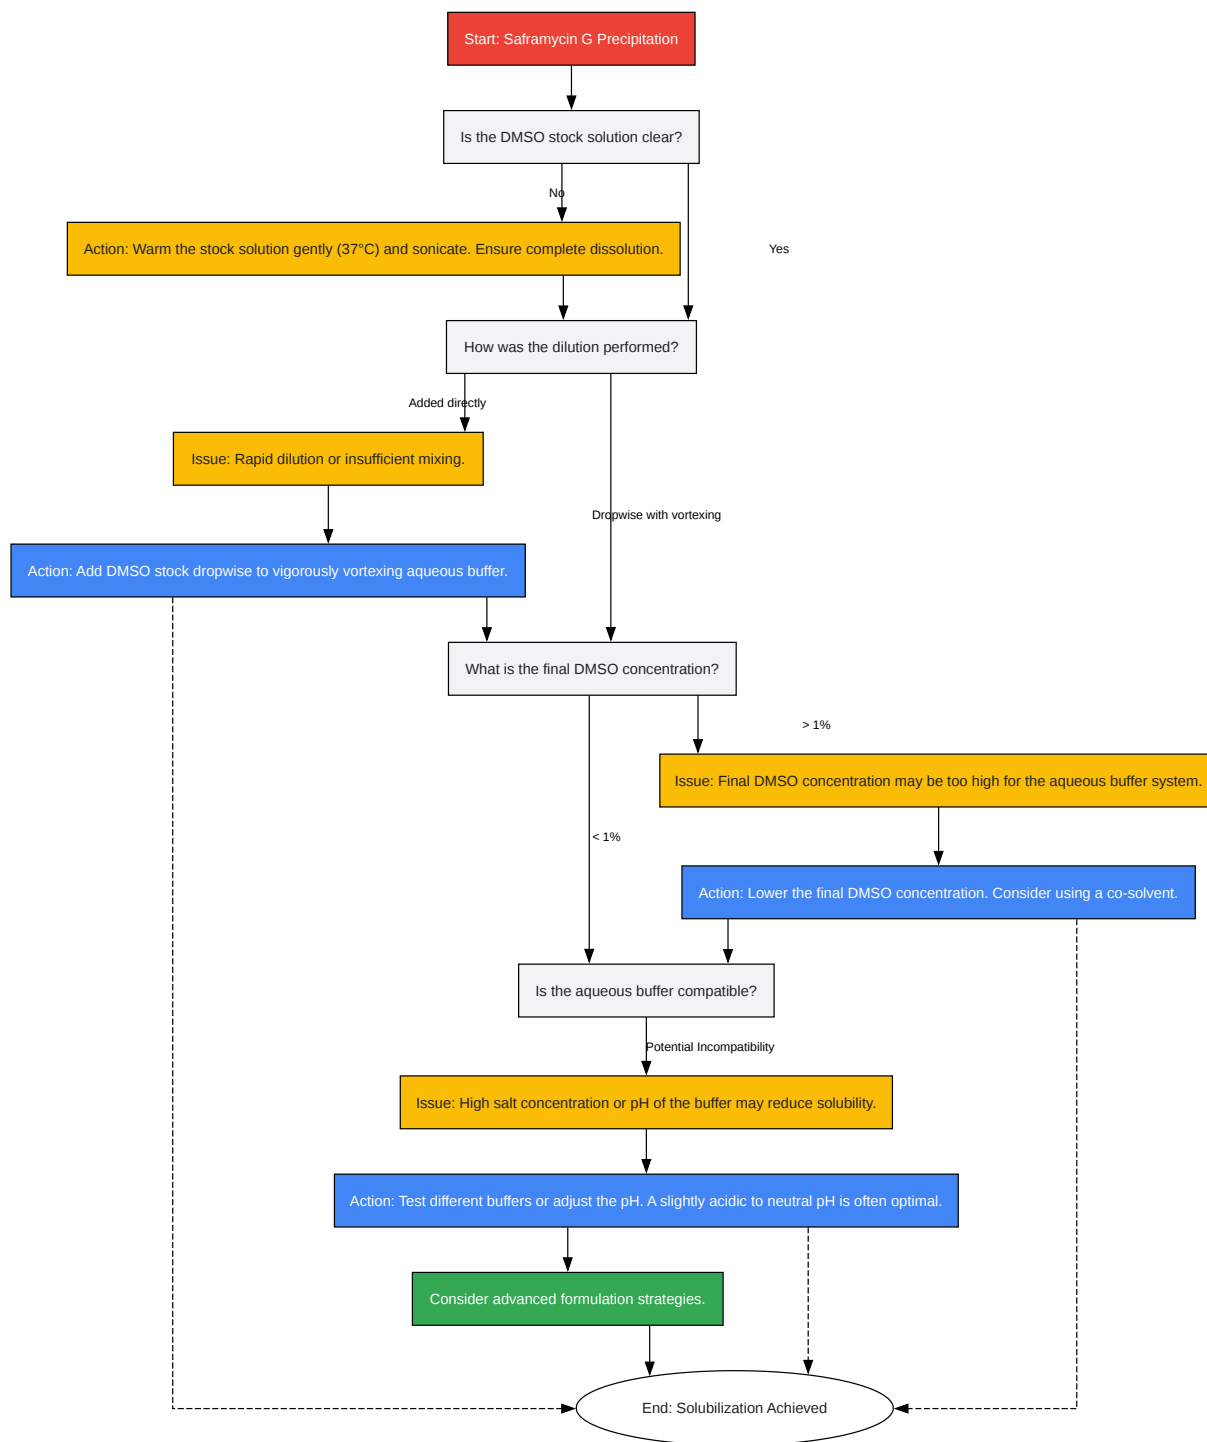 Start: Saframycin G Precipitation
Is the DMSO stock solution clear?
No
Action: Warm the stock solution gently (37°C) and sonicate. Ensure complete dissolution.
Yes
How was the dilution performed?
Added directly
Issue: Rapid dilution or insufficient mixing.
Dropwise with vortexing
Action: Add DMSO stock dropwise to vigorously vortexing aqueous buffer.
What is the final DMSO concentration?
> 1%
Issue: Final DMSO concentration may be too high for the aqueous buffer system.
< 1%
Action: Lower the final DMSO concentration. Consider using a co-solvent.
Is the aqueous buffer compatible?
Potential Incompatibility
Issue: High salt concentration or pH of the buffer may reduce solubility.
Action: Test different buffers or adjust the pH. A slightly acidic to neutral pH is often optimal.
Consider advanced formulation strategies.
End: Solubilization Achieved